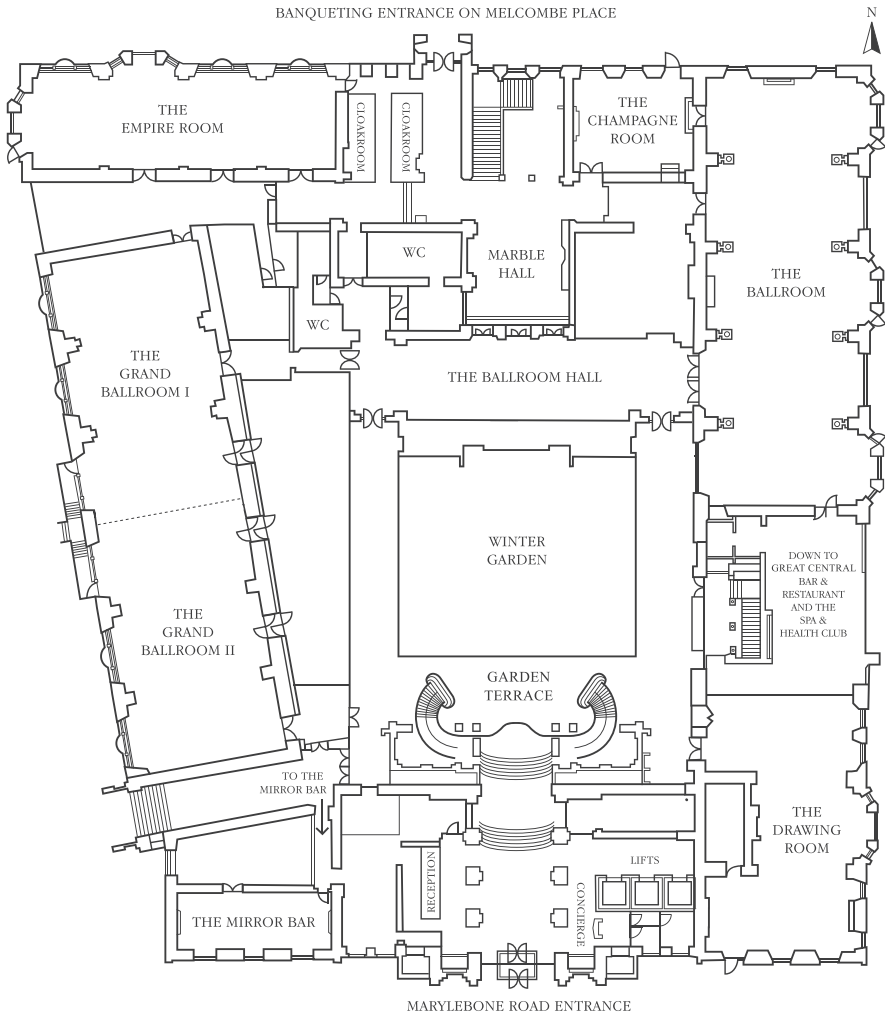 BANQUETING ENTRANCE ON MELCOMBE PLACE
N
THE
EMPIRE ROOM
CLOAKROOM
CLOAKROOM
THE
CHAMPAGNE
ROOM
WC
MARBLE
HALL
THE
BALLROOM
WC
THE
GRAND
BALLROOM I
THE BALLROOM HALL
WINTER
GARDEN
DOWN TO
GREAT CENTRAL
BAR &
RESTAURANT
AND THE
SPA &
HEALTH CLUB
THE
GRAND
BALLROOM II
GARDEN
TERRACE
TO THE
MIRROR BAR
THE
DRAWING
ROOM
LIFTS
RECEPTION
CONCIERGE
THE MIRROR BAR
MARYLEBONE ROAD ENTRANCE